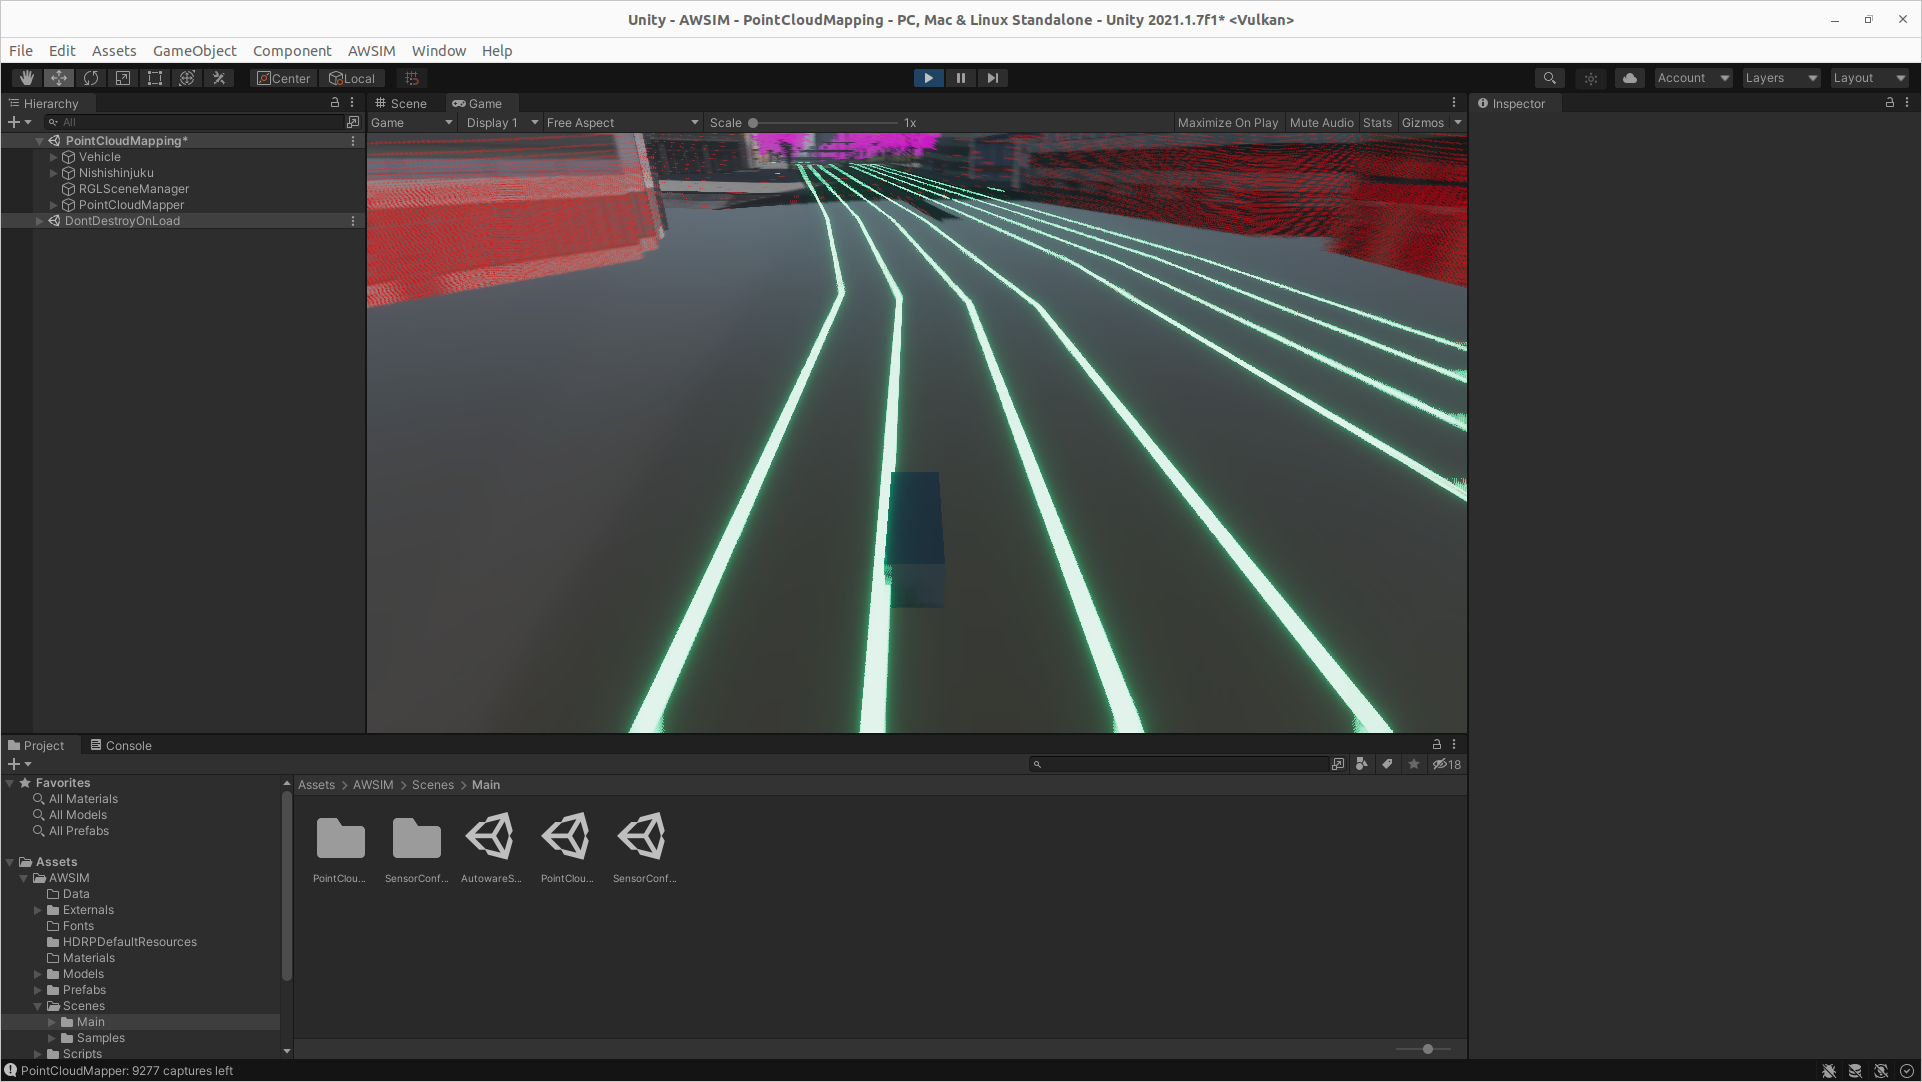 Unity - AWSIM - PointCloudMapping - PC, Mac & Linux Standalone - Unity 2021.1.7f1* <Vulkan>
File Edit Assets GameObject Component AWSIM Window Help
Center Local Account Layers Layout
Hierarchy
All
PointCloudMapping*
Vehicle
Nishishinjuku
RGLSceneManager
PointCloudMapper
DontDestroyOnLoad
Scene Game
Game Display 1 Free Aspect Scale 1x Maximize On Play Mute Audio Stats Gizmos
Inspector
Project Console
18
Favorites
All Materials
All Models
All Prefabs
Assets
AWSIM
Data
Externals
Fonts
HDRPDefaultResources
Materials
Models
Prefabs
Scenes
Main
Samples
Scripts
Assets > AWSIM > Scenes > Main
PointClou... SensorConf... AutowareS... PointClou... SensorConf...
PointCloudMapper: 9277 captures left